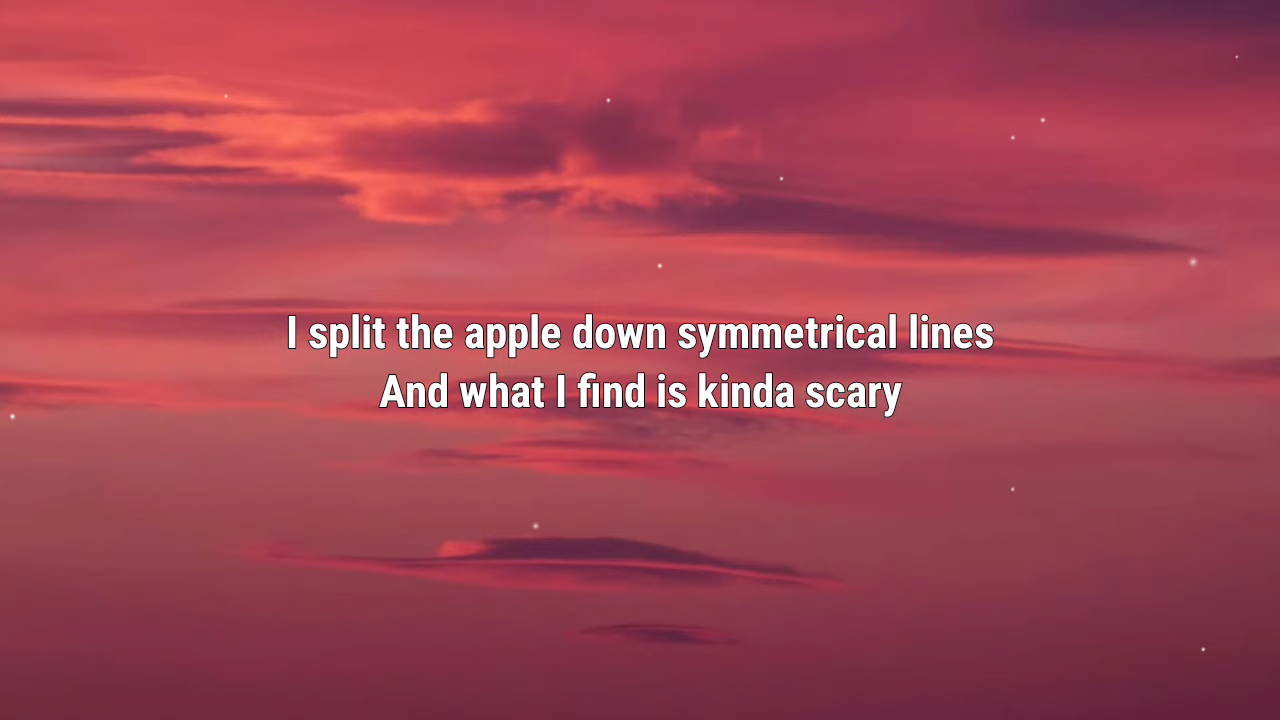 I split the apple down symmetrical lines
And what I find is kinda scary